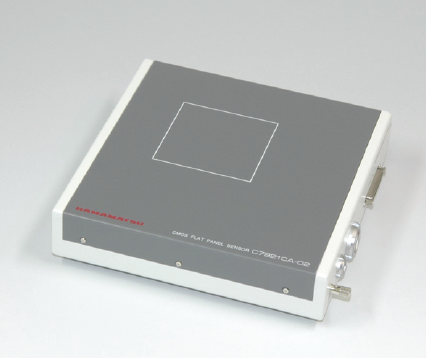 HAMAMATSU
CMOS FLAT PANEL SENSOR C7921CA-02